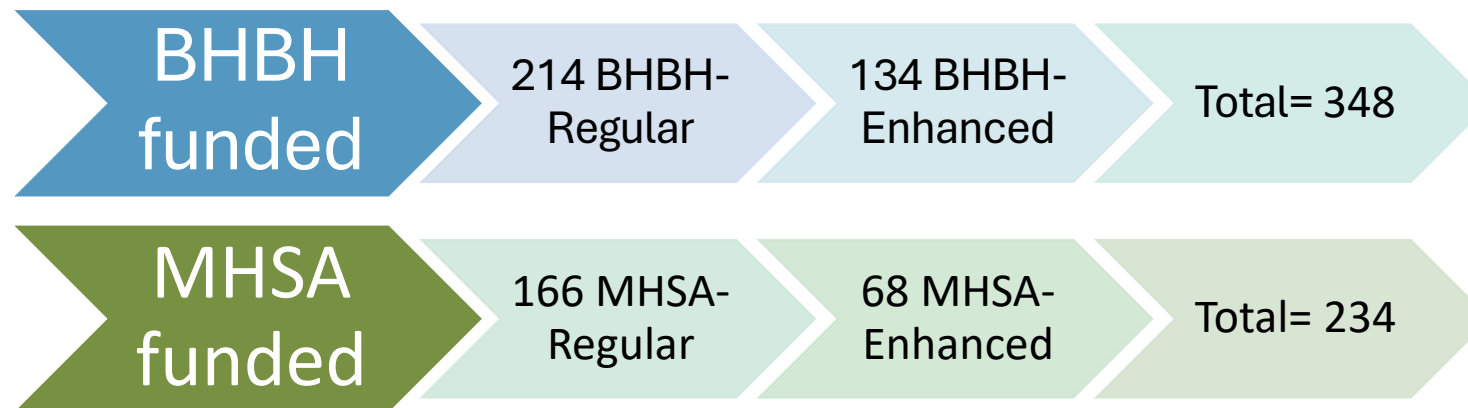 BHBH
funded
214 BHBH-
Regular
134 BHBH-
Enhanced
Total= 348
MHSA
funded
166 MHSA-
Regular
68 MHSA-
Enhanced
Total= 234